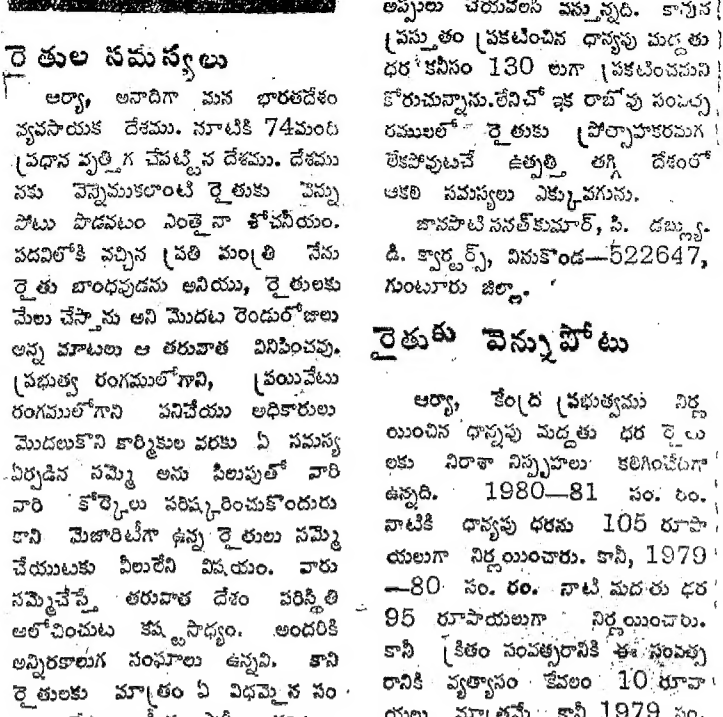 రైతుల సమస్యలు
ఆర్యా, అనాదిగా మన భారతదేశం
వ్యవసాయక దేశము. నూటికి 74మంది
ప్రధాన వృత్తిగ చేపట్టిన దేశము. దేశము
నకు వెన్నెముకలాంటి రైతుకు వెన్ను
పోటు పొడవటం ఎంతైనా శోచనీయం.
పదవిలోకి వచ్చిన ప్రతి మంత్రి నేను
రైతు బాంధవుడను అనియు, రైతులకు
మేలు చేస్తాను అని మొదట రెండురోజులు
అన్న మాటలు ఆ తరువాత వినిపించవు.
ప్రభుత్వ రంగములోగాని, ప్రయివేటు
రంగములోగాని పనిచేయు అధికారులు
మొదలుకొని కార్మికుల వరకు ఏ సమస్య
ఏర్పడిన సమ్మె అను పిలుపుతో వారి
వారి కోర్కెలు పరిష్కరించుకొందురు
కాని మెజారిటీగా ఉన్న రైతులు సమ్మె
చేయుటకు వీలులేని విషయం. వారు
సమ్మెచేస్తే తరువాత దేశం పరిస్థితి
ఆలోచించుట కష్టసాధ్యం. అందరికి
అన్నిరకాలుగ సంఘాలు ఉన్నవి. కాని
రైతులకు మాత్రం ఏ విధమైన సం
అప్పులు చేయవలసి వస్తున్నది. కావున
ప్రస్తుతం ప్రకటించిన ధాన్యపు మద్దతు
ధర కనీసం 130 లుగా ప్రకటించమని
కోరుచున్నాను.లేనిచో ఇక రాబోవు సంవత్స
రములలో రైతుకు ప్రోత్సాహకరముగ
లేకపోవుటచే ఉత్పత్తి తగ్గి దేశంలో
ఆకలి సమస్యలు ఎక్కువగును.
జానపాటి సనత్‌కుమార్, సి. డబ్ల్యు.
డి. క్వార్టర్స్, వినుకొండ—522647,
గుంటూరు జిల్లా.
రైతుకు వెన్నుపోటు
ఆర్యా, కేంద్ర ప్రభుత్వము నిర్ణ
యించిన ధాన్నపు మద్దతు ధర రైతు
లకు నిరాశా నిస్పృహలు కలిగించేదిగా
ఉన్నది. 1980—81 సం. రం.
నాటికి ధాన్యపు ధరను 105 రూపా
యలుగా నిర్ణయించారు. కానీ, 1979
—80 సం. రం. నాటి మదతు ధర
95 రూపాయలుగా నిర్ణయించారు.
కానీ క్రితం సంవత్సరానికి ఈ సంవత్స
రానికి వ్యత్యాసం కేవలం 10 రూపా
యలు మాత్రమే. కానీ 1979 సం.